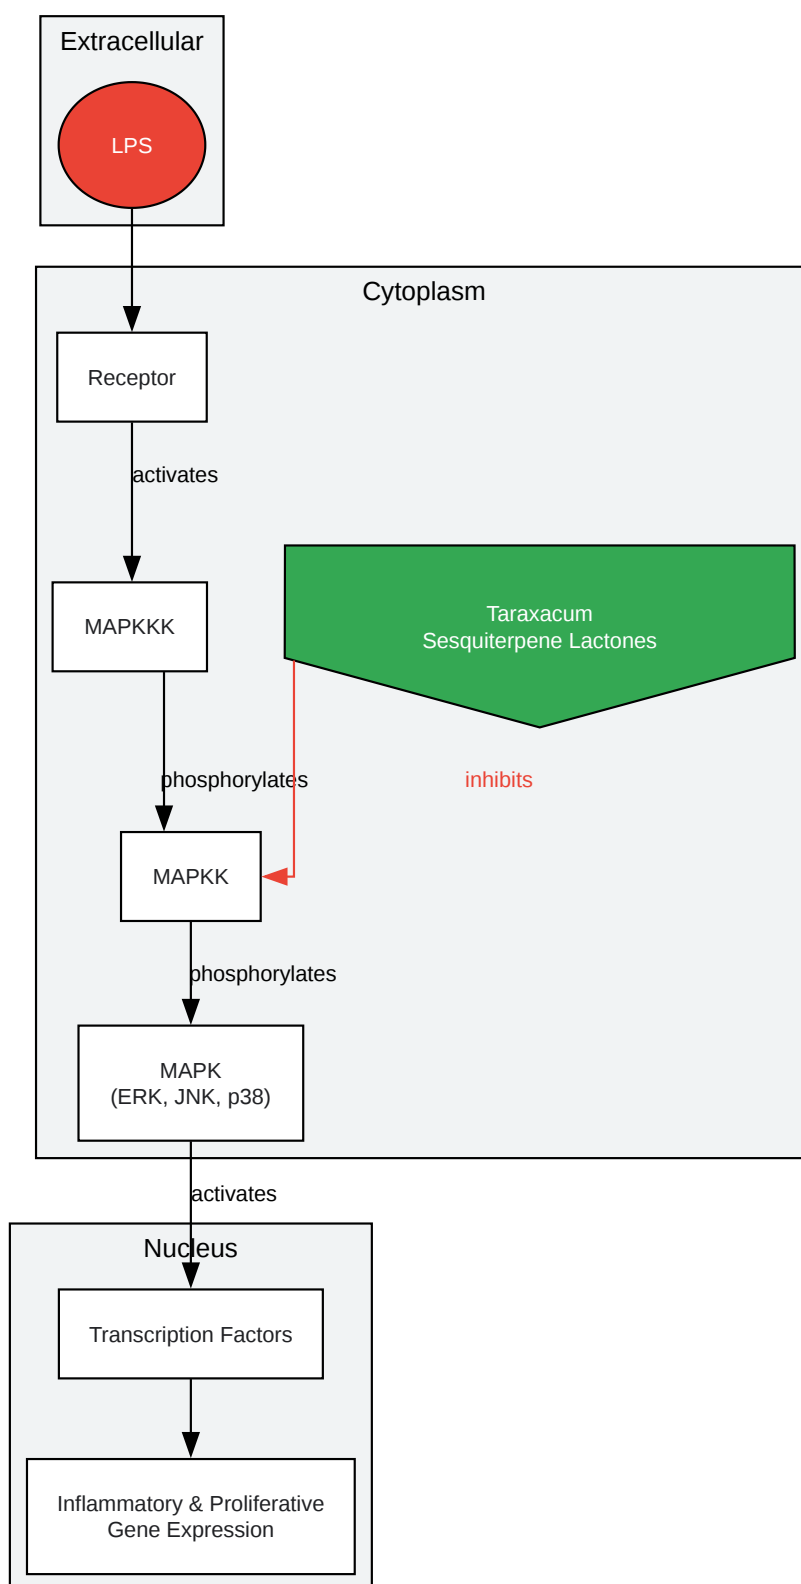 Extracellular
LPS
Cytoplasm
Receptor
activates
MAPKKK
Taraxacum
Sesquiterpene Lactones
phosphorylates
inhibits
MAPKK
phosphorylates
MAPK
(ERK, JNK, p38)
activates
Nucleus
Transcription Factors
Inflammatory & Proliferative
Gene Expression